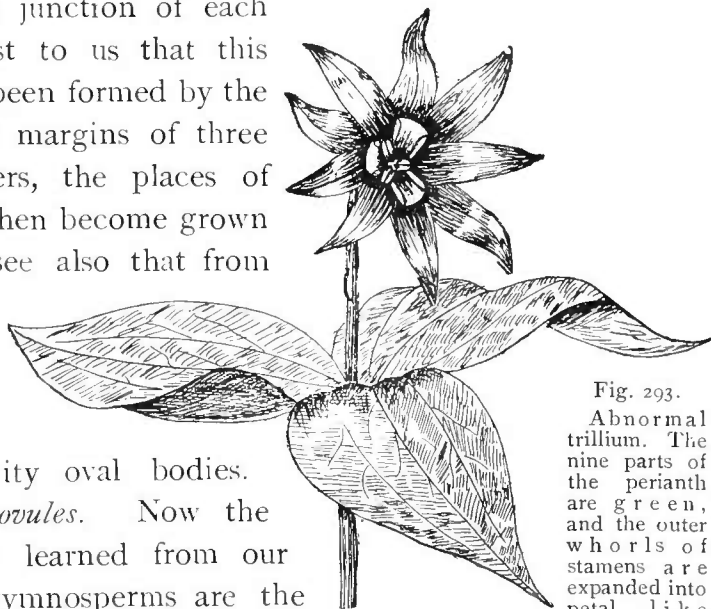 junction of each
st to us that this
been formed by the
margins of three
ers, the places of
hen become grown
see also that from
ity oval bodies.
ovules. Now the
learned from our
ymnosperms are the
Fig. 293.
Abnormal
trillium. The
nine parts of
the perianth
are green,
and the outer
whorls of
stamens are
expanded into
petal-like